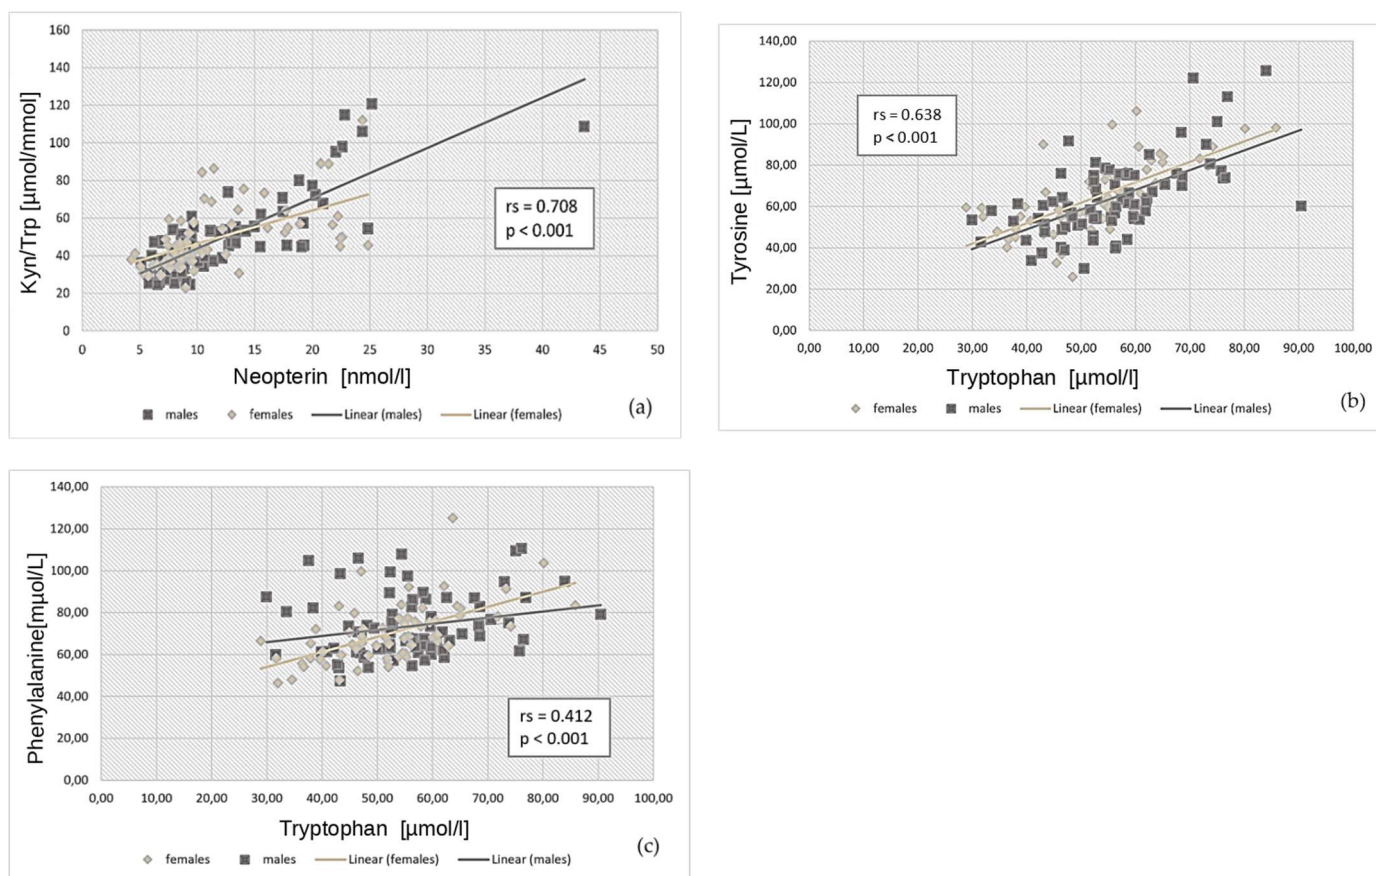 160
140
120
100
80
60
40
20
0
Kyn/Trp [µmol/mmol]
rs = 0.708
p < 0.001
0 5 10 15 20 25 30 35 40 45 50
Neopterin [nmol/l]
males females Linear (males) Linear (females)
(a)
140,00
120,00
100,00
80,00
60,00
40,00
20,00
0,00
Tyrosine [µmol/L]
rs = 0.638
p < 0.001
0,00 10,00 20,00 30,00 40,00 50,00 60,00 70,00 80,00 90,00 100,00
Tryptophan [µmol/l]
females males Linear (females) Linear (males)
(b)
140,00
120,00
100,00
80,00
60,00
40,00
20,00
0,00
Phenylalanine[mµol/L]
rs = 0.412
p < 0.001
0,00 10,00 20,00 30,00 40,00 50,00 60,00 70,00 80,00 90,00 100,00
Tryptophan [µmol/l]
females males Linear (females) Linear (males)
(c)